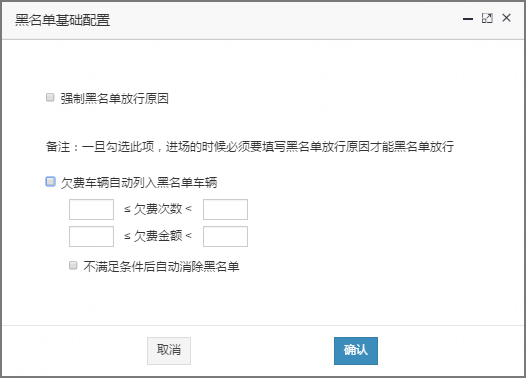 黑名单基础配置
强制黑名单放行原因
备注：一旦勾选此项，进场的时候必须要填写黑名单放行原因才能黑名单放行
欠费车辆自动列入黑名单车辆
≤ 欠费次数 <
≤ 欠费金额 <
不满足条件后自动消除黑名单
取消 确认